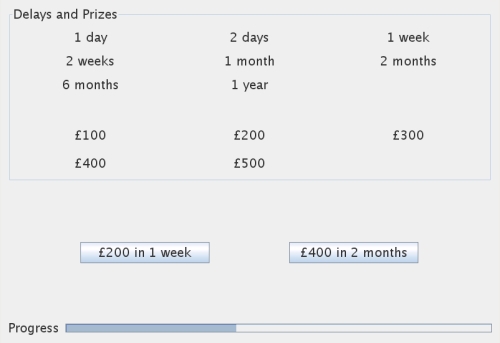 Delays and Prizes
1 day 2 days 1 week
2 weeks 1 month 2 months
6 months 1 year
£100 £200 £300
£400 £500
£200 in 1 week £400 in 2 months
Progress